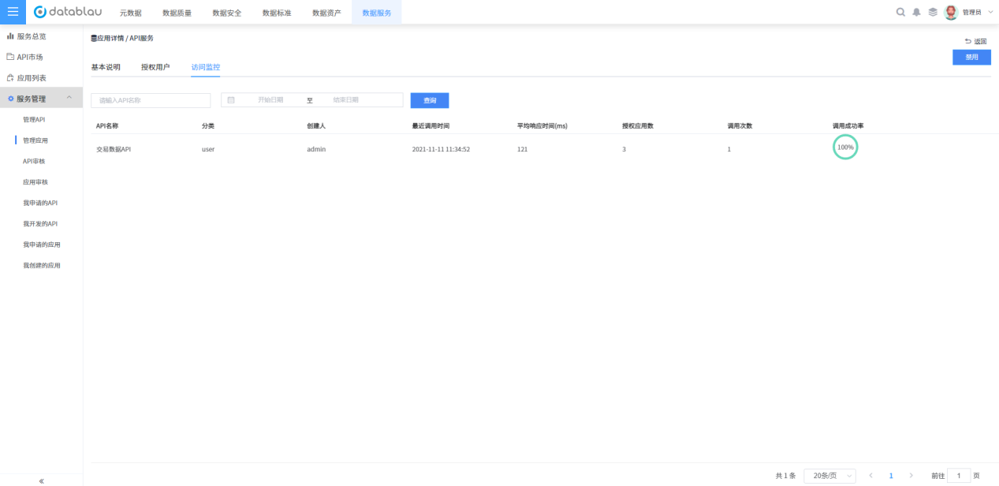 datablau 元数据 数据质量 数据安全 数据标准 数据资产 数据服务 管理员
服务总览
API市场
应用列表
服务管理
管理API
管理应用
API审核
应用审核
我申请的API
我开发的API
我申请的应用
我创建的应用
应用详情 / API服务
返回
禁用
基本说明 授权用户 访问监控
请输入API名称 开始日期 至 结束日期 查询
API名称 分类 创建人 最近调用时间 平均响应时间(ms) 授权应用数 调用次数 调用成功率
交易数据API user admin 2021-11-11 11:34:52 121 3 1 100%
共 1 条 20条/页 1 前往 1 页